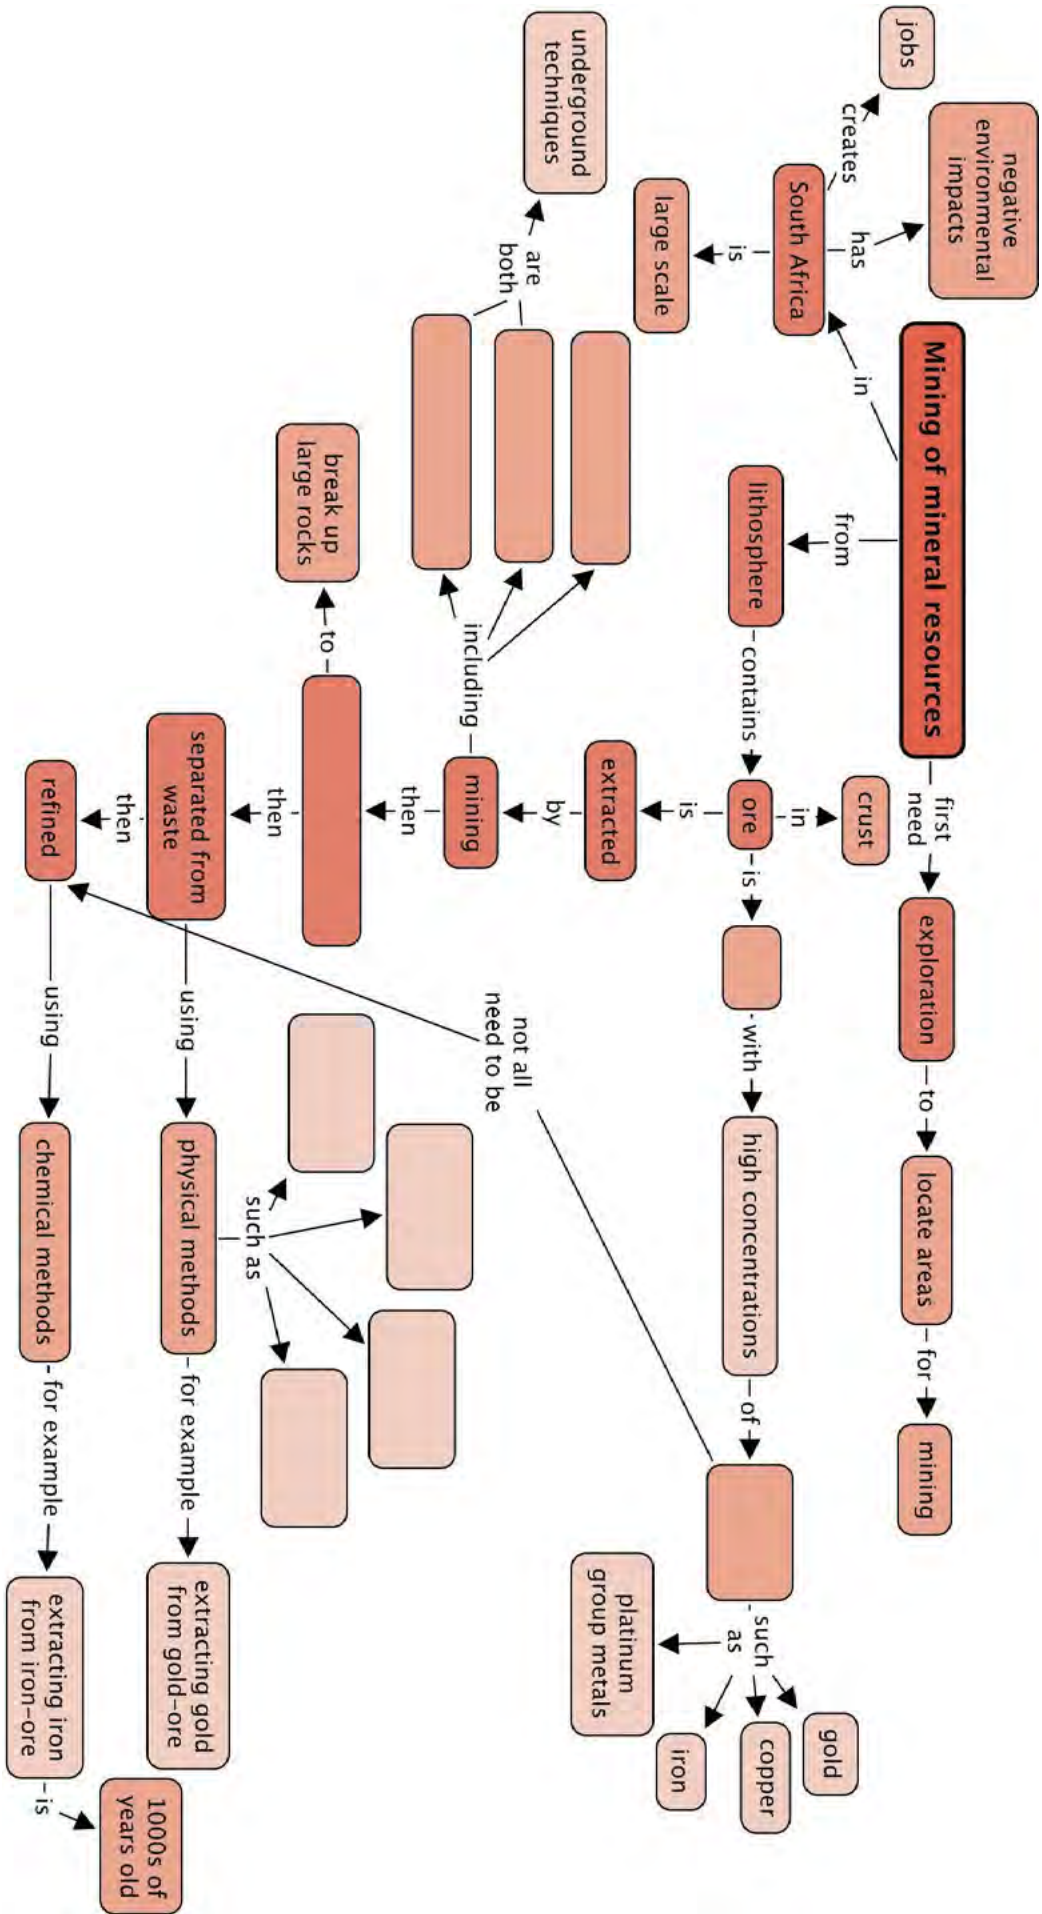 Mining of mineral resources
in
South Africa
creates
jobs
has
negative
environmental
impacts
is
large scale
from
lithosphere
contains
ore
in
crust
is
with
high concentrations
of
such
as
gold
copper
iron
platinum
group metals
not all
need to be
first
need
exploration
to
locate areas
for
mining
is
extracted
by
mining
including
are
both
underground
techniques
then
to
break up
large rocks
then
separated from
waste
using
physical methods
such as
for example
extracting gold
from gold-ore
then
refined
using
chemical methods
for example
extracting iron
from iron-ore
is
1000s of
years old